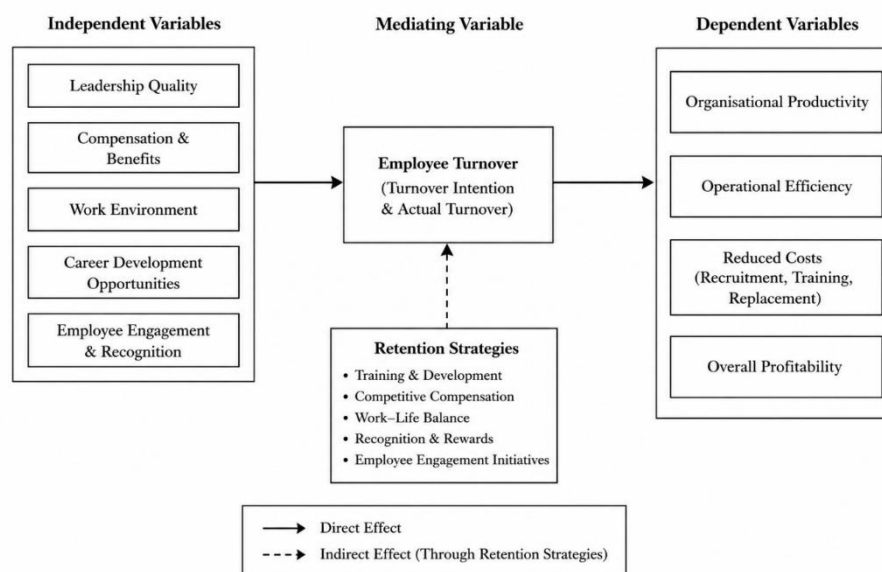 Independent Variables
Leadership Quality
Compensation &
Benefits
Work Environment
Career Development
Opportunities
Employee Engagement
& Recognition
Mediating Variable
Employee Turnover
(Turnover Intention
& Actual Turnover)
Retention Strategies
• Training & Development
• Competitive Compensation
• Work–Life Balance
• Recognition & Rewards
• Employee Engagement Initiatives
Dependent Variables
Organisational Productivity
Operational Efficiency
Reduced Costs
(Recruitment, Training,
Replacement)
Overall Profitability
Direct Effect
Indirect Effect (Through Retention Strategies)